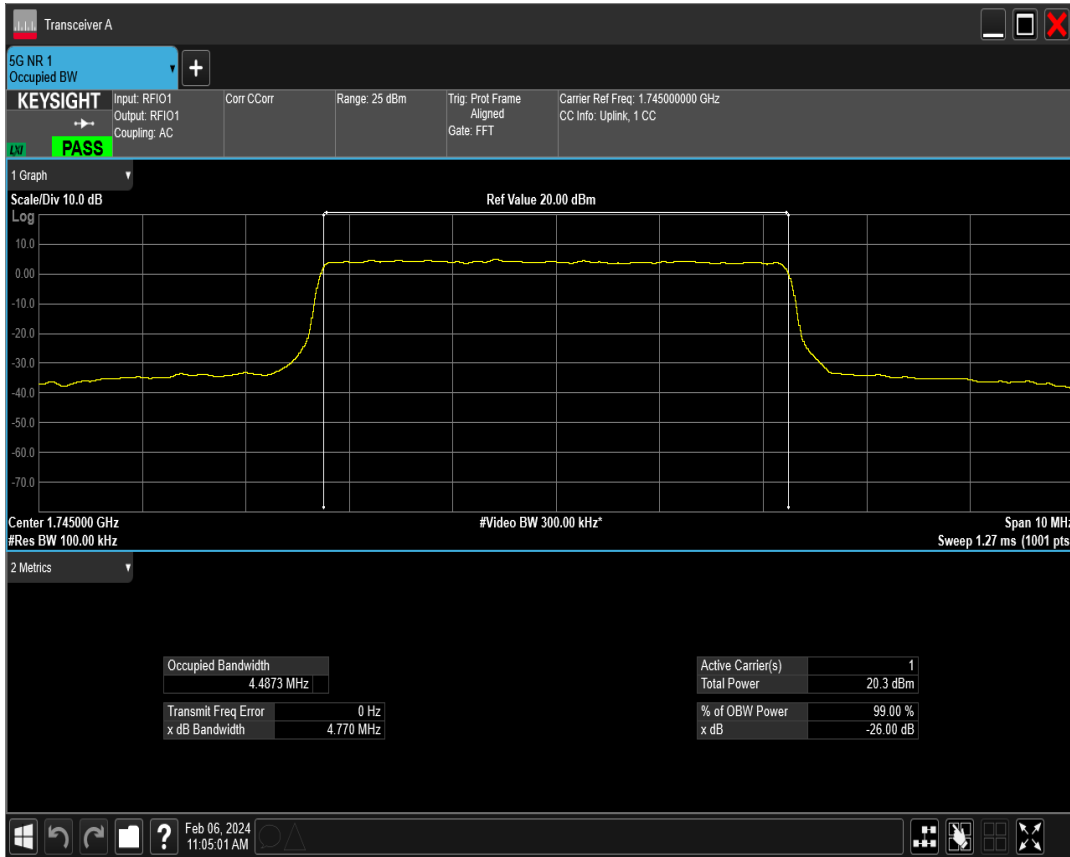 Transceiver A
5G NR 1
Occupied BW
KEYSIGHT
LXI
PASS
Input: RFIO1
Output: RFIO1
Coupling: AC
Corr CCorr
Range: 25 dBm
Trig: Prot Frame
Aligned
Gate: FFT
Carrier Ref Freq: 1.745000000 GHz
CC Info: Uplink, 1 CC
1 Graph
Scale/Div 10.0 dB
Ref Value 20.00 dBm
Log
10.0
0.00
-10.0
-20.0
-30.0
-40.0
-50.0
-60.0
-70.0
Center 1.745000 GHz
#Video BW 300.00 kHz*
Span 10 MHz
#Res BW 100.00 kHz
Sweep 1.27 ms (1001 pts
2 Metrics
Occupied Bandwidth
4.4873 MHz
Transmit Freq Error 0 Hz
x dB Bandwidth 4.770 MHz
Active Carrier(s) 1
Total Power 20.3 dBm
% of OBW Power 99.00 %
x dB -26.00 dB
?
Feb 06, 2024
11:05:01 AM